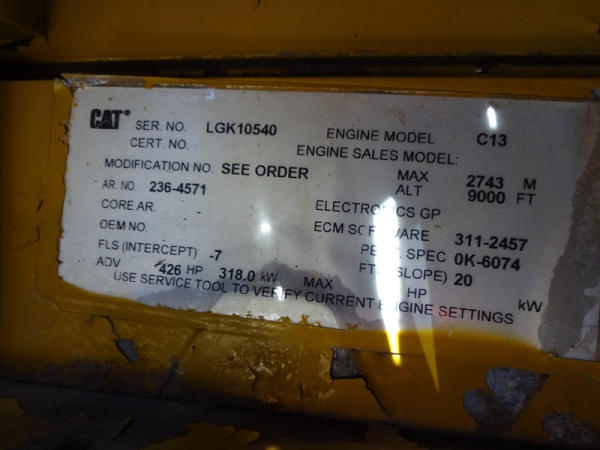 CAT®
SER. NO. LGK10540 ENGINE MODEL C13
CERT. NO. ENGINE SALES MODEL:
MODIFICATION NO. SEE ORDER MAX 2743 M
ALT 9000 FT
AR. NO. 236-4571
CORE AR. ELECTRONICS GP
OEM NO. ECM SOFTWARE 311-2457
FLS (INTERCEPT) -7 PERF. SPEC 0K-6074
FTS (SLOPE) 20
ADV 426 HP 318.0 kW MAX HP kW
USE SERVICE TOOL TO VERIFY CURRENT ENGINE SETTINGS